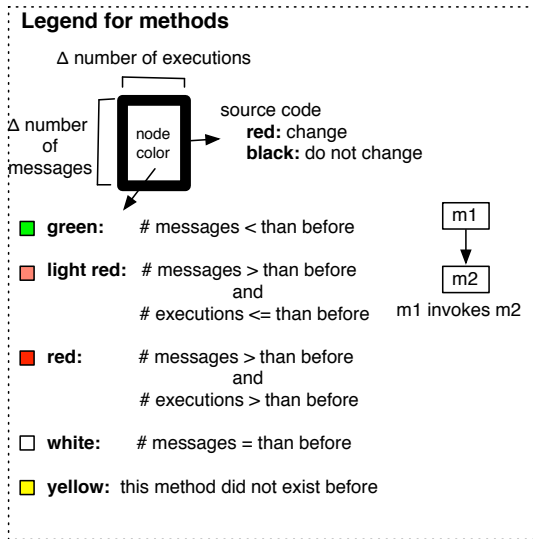 Legend for methods
Δ number of executions
Δ number
of
messages
node
color
source code
red: change
black: do not change
green: # messages < than before
light red: # messages > than before
and
# executions <= than before
red: # messages > than before
and
# executions > than before
white: # messages = than before
yellow: this method did not exist before
m1
m2
m1 invokes m2